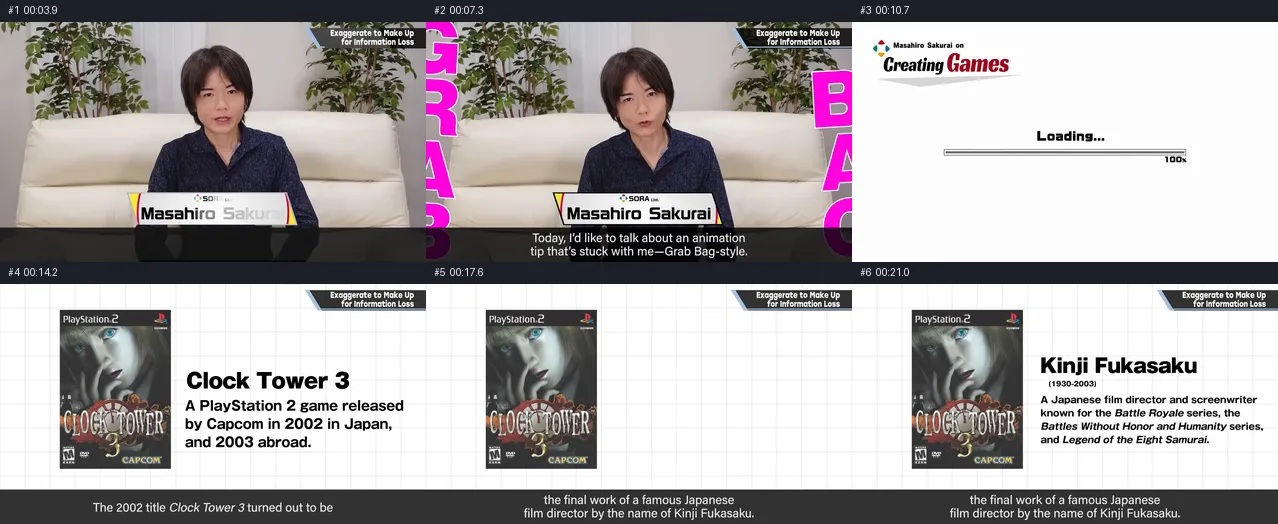 #1 00:03.9
Exaggerate to Make Up
for Information Loss
SORA
Masahiro Sakurai
#2 00:07.3
GRAB
BAG
Exaggerate to Make Up
for Information Loss
SORA Ltd.
Masahiro Sakurai
Today, I'd like to talk about an animation
tip that's stuck with me—Grab Bag-style.
#3 00:10.7
Masahiro Sakurai on
Creating Games
Loading...
100%
#4 00:14.2
Exaggerate to Make Up
for Information Loss
PlayStation 2
CLOCK TOWER
3
CAPCOM
Clock Tower 3
A PlayStation 2 game released
by Capcom in 2002 in Japan,
and 2003 abroad.
The 2002 title Clock Tower 3 turned out to be
#5 00:17.6
Exaggerate to Make Up
for Information Loss
PlayStation 2
CLOCK TOWER
3
CAPCOM
the final work of a famous Japanese
film director by the name of Kinji Fukasaku.
#6 00:21.0
Exaggerate to Make Up
for Information Loss
PlayStation 2
CLOCK TOWER
3
CAPCOM
Kinji Fukasaku
(1930-2003)
A Japanese film director and screenwriter
known for the Battle Royale series, the
Battles Without Honor and Humanity series,
and Legend of the Eight Samurai.
the final work of a famous Japanese
film director by the name of Kinji Fukasaku.